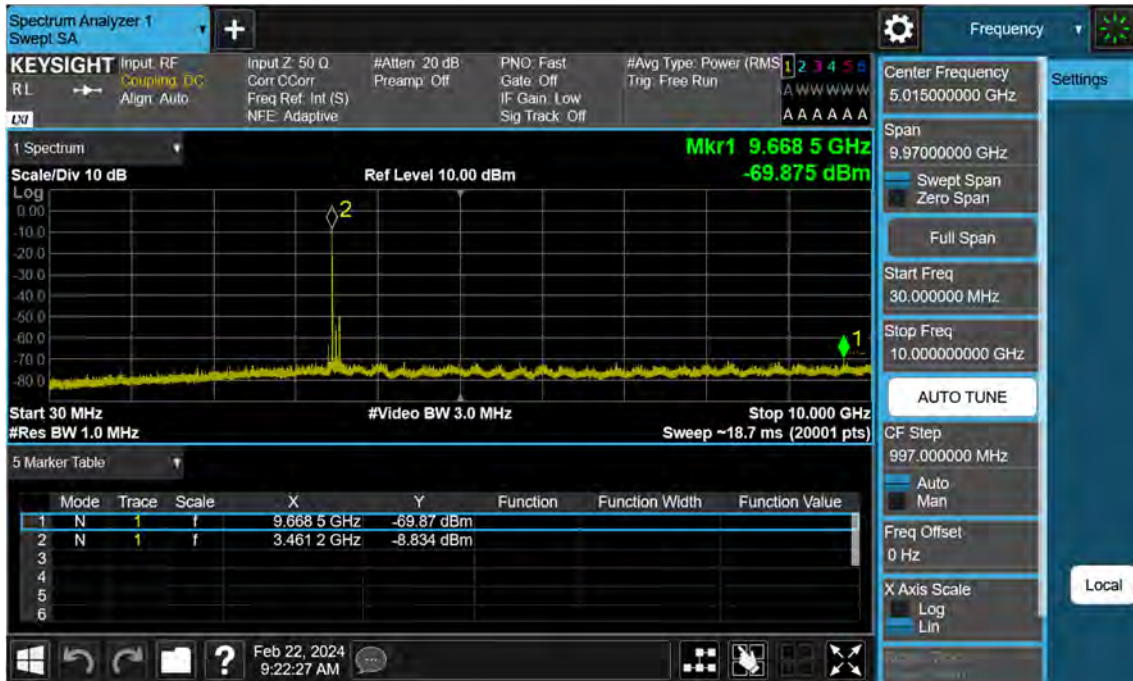 Spectrum Analyzer 1
Swept SA
Frequency
KEYSIGHT
RL
LXI
Input: RF
Coupling: DC
Align: Auto
Input Z: 50 Ω
Corr CCorr
Freq Ref: Int (S)
NFE: Adaptive
#Atten: 20 dB
Preamp: Off
PNO: Fast
Gate: Off
IF Gain: Low
Sig Track: Off
#Avg Type: Power (RMS
Trig: Free Run
1 2 3 4 5 6
A W W W W W
A A A A A A
1 Spectrum
Scale/Div 10 dB
Ref Level 10.00 dBm
Mkr1 9.668 5 GHz
-69.875 dBm
Log
0.00
-10.0
-20.0
-30.0
-40.0
-50.0
-60.0
-70.0
-80.0
2
1
Start 30 MHz
#Video BW 3.0 MHz
Stop 10.000 GHz
#Res BW 1.0 MHz
Sweep ~18.7 ms (20001 pts)
5 Marker Table
Mode Trace Scale X Y Function Function Width Function Value
1 N 1 f 9.668 5 GHz -69.87 dBm
2 N 1 f 3.461 2 GHz -8.834 dBm
3
4
5
6
Feb 22, 2024
9:22:27 AM
Center Frequency
5.015000000 GHz
Span
9.97000000 GHz
Swept Span
Zero Span
Full Span
Start Freq
30.000000 MHz
Stop Freq
10.000000000 GHz
AUTO TUNE
CF Step
997.000000 MHz
Auto
Man
Freq Offset
0 Hz
X Axis Scale
Log
Lin
Settings
Local